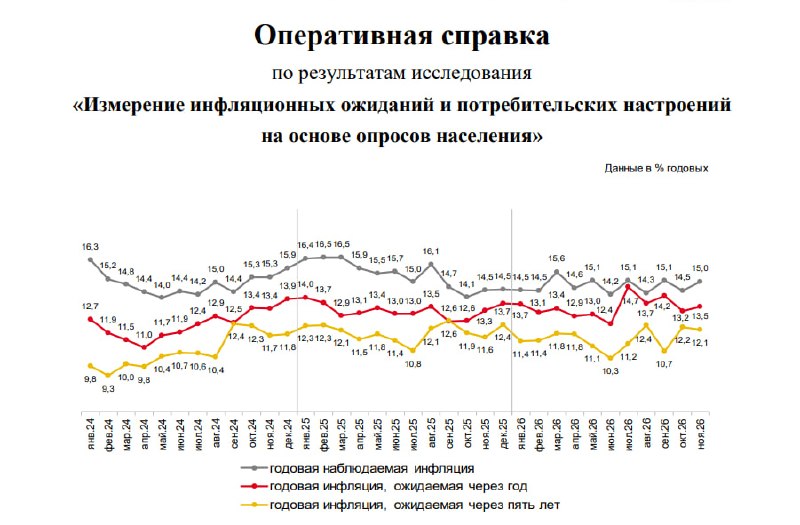 Оперативная справка
по результатам исследования
«Измерение инфляционных ожиданий и потребительских настроений
на основе опросов населения»
Данные в % годовых
16,3 15,2 14,8 14,4 14,0 14,4 14,2 15,0 14,4 15,3 15,3 15,9 16,4 16,5 16,5 15,9 15,5 15,7 15,0 16,1 14,7 14,1 14,5 14,5 14,5 14,5 15,6 14,6 15,1 14,2 15,1 14,3 15,1 14,5 15,0
12,7 11,9 11,5 11,0 11,7 11,9 12,4 12,9 12,5 13,4 13,4 13,9 14,0 13,7 12,9 13,1 13,4 13,0 13,0 13,5 12,6 12,6 13,3 13,7 13,7 13,1 13,4 12,9 13,0 12,4 14,7 13,7 14,2 13,2 13,5
9,8 9,3 10,0 9,8 10,4 10,7 10,6 10,4 12,4 12,3 11,7 11,8 12,3 12,3 12,1 11,5 11,8 11,4 10,8 12,1 12,6 11,9 11,6 12,4 11,4 11,4 11,8 11,8 11,1 10,3 11,2 12,4 10,7 12,2 12,1
янв.24 фев.24 мар.24 апр.24 май.24 июн.24 июл.24 авг.24 сен.24 окт.24 ноя.24 дек.24 янв.25 фев.25 мар.25 апр.25 май.25 июн.25 июл.25 авг.25 сен.25 окт.25 ноя.25 дек.25 янв.26 фев.26 мар.26 апр.26 май.26 июн.26 июл.26 авг.26 сен.26 окт.26 ноя.26
годовая наблюдаемая инфляция
годовая инфляция, ожидаемая через год
годовая инфляция, ожидаемая через пять лет